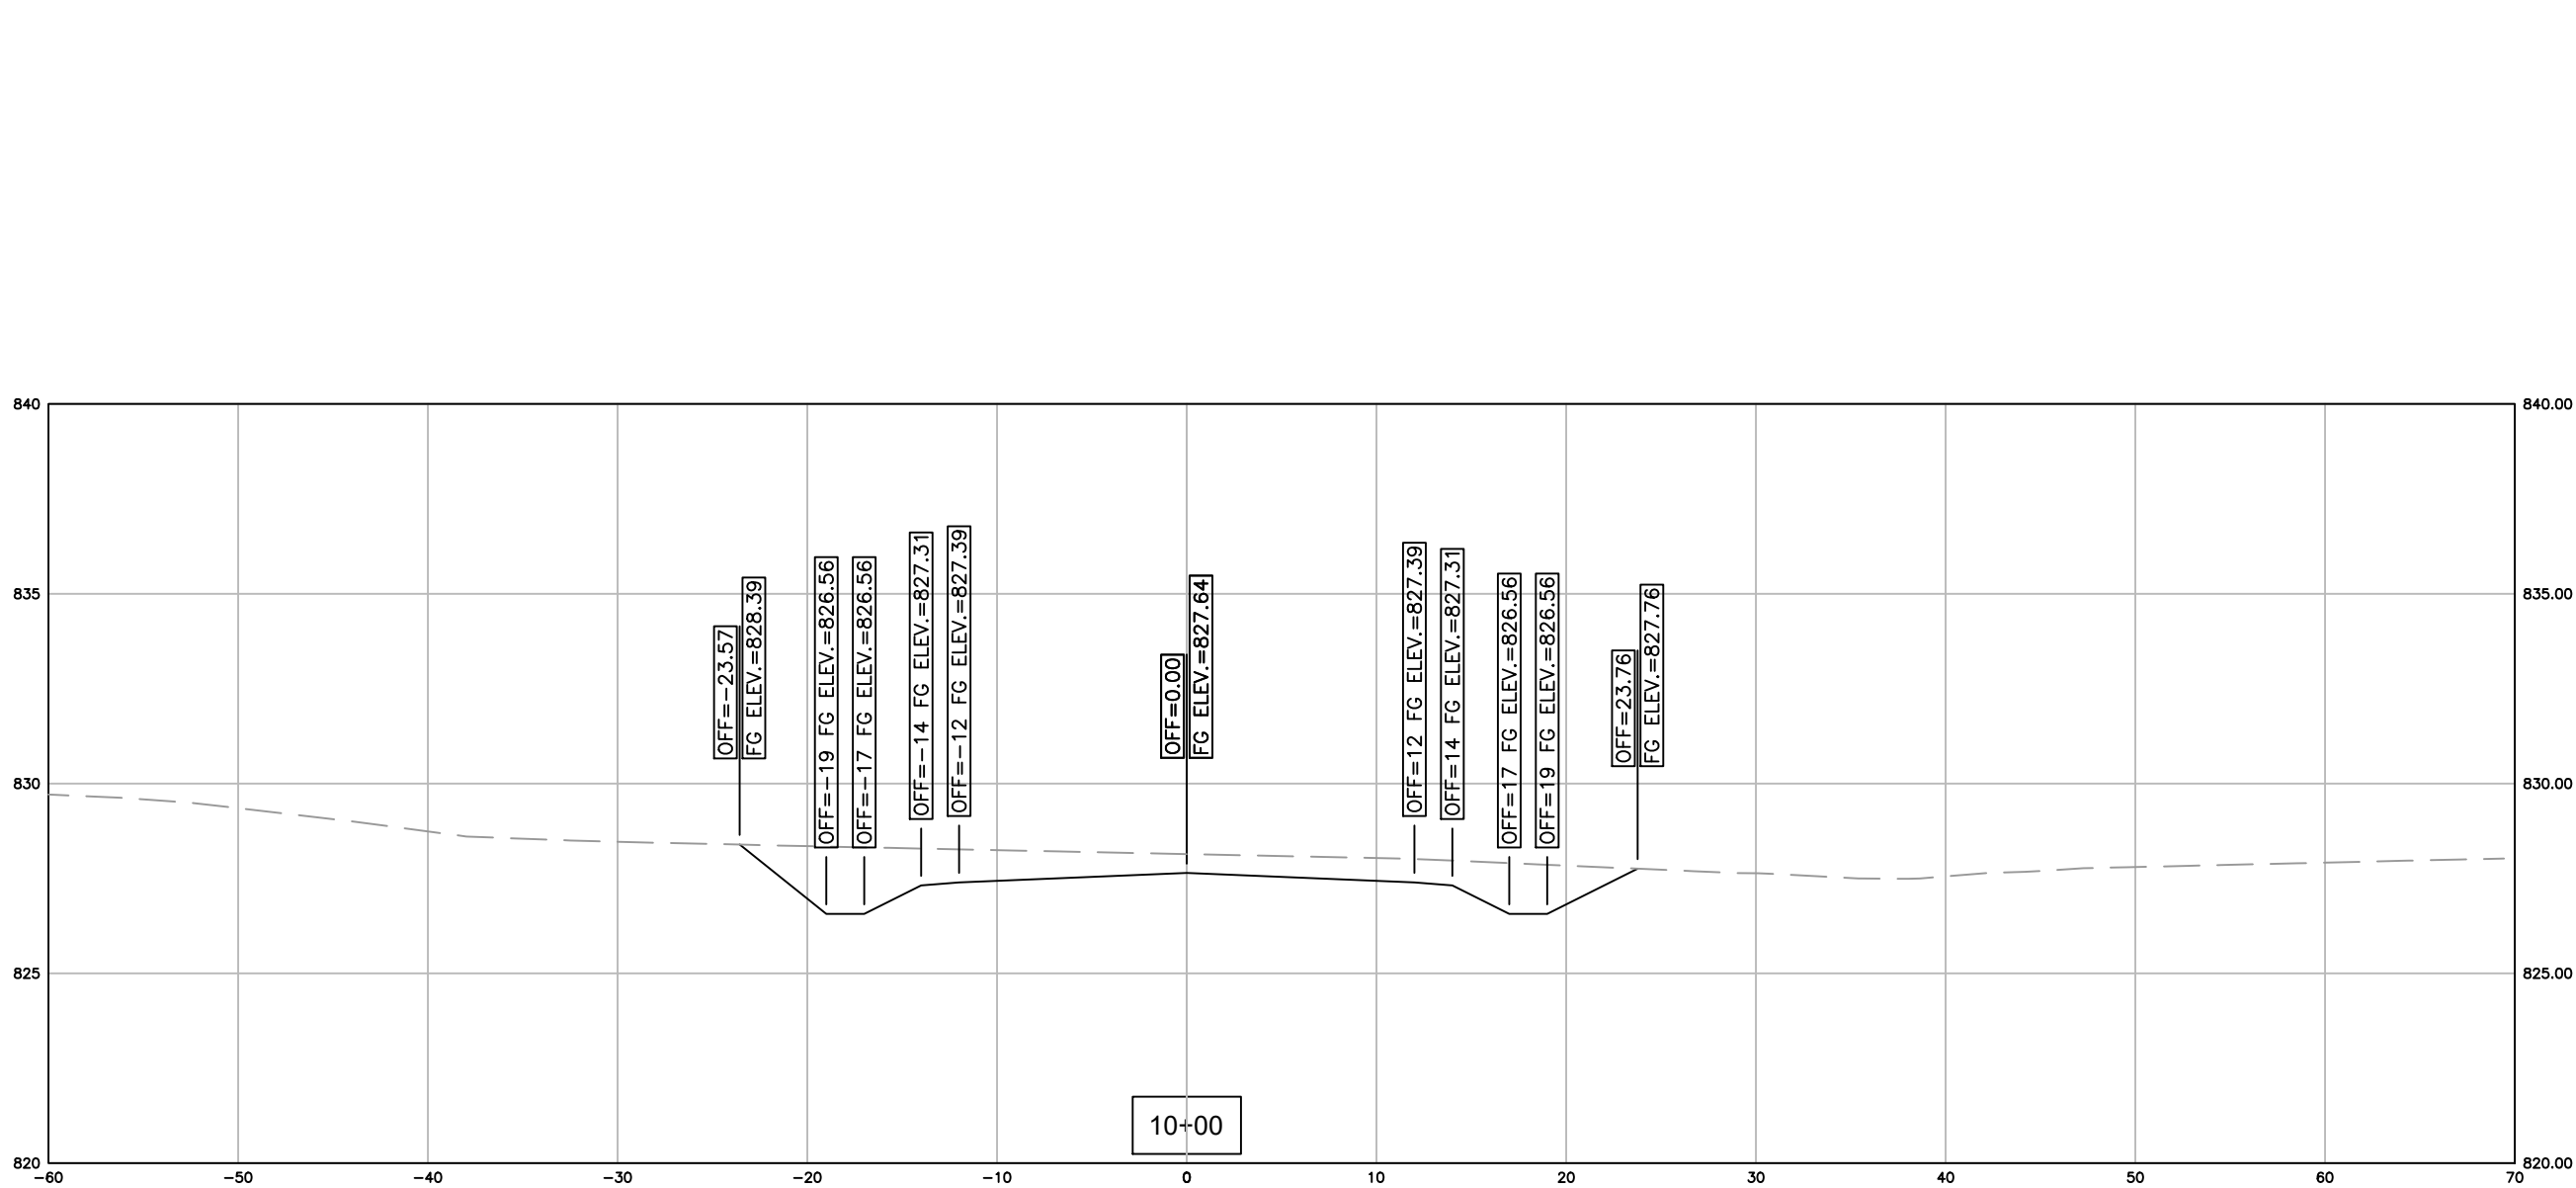 840
840.00
835
835.00
830
830.00
825
825.00
820
820.00
OFF=-23.57
FG ELEV.=828.39
OFF=-19 FG ELEV.=826.56
OFF=-17 FG ELEV.=826.56
OFF=-14 FG ELEV.=827.31
OFF=-12 FG ELEV.=827.39
OFF=0.00
FG ELEV.=827.64
OFF=12 FG ELEV.=827.39
OFF=14 FG ELEV.=827.31
OFF=17 FG ELEV.=826.56
OFF=19 FG ELEV.=826.56
OFF=23.76
FG ELEV.=827.76
10+00
-60 -50 -40 -30 -20 -10 0 10 20 30 40 50 60 70